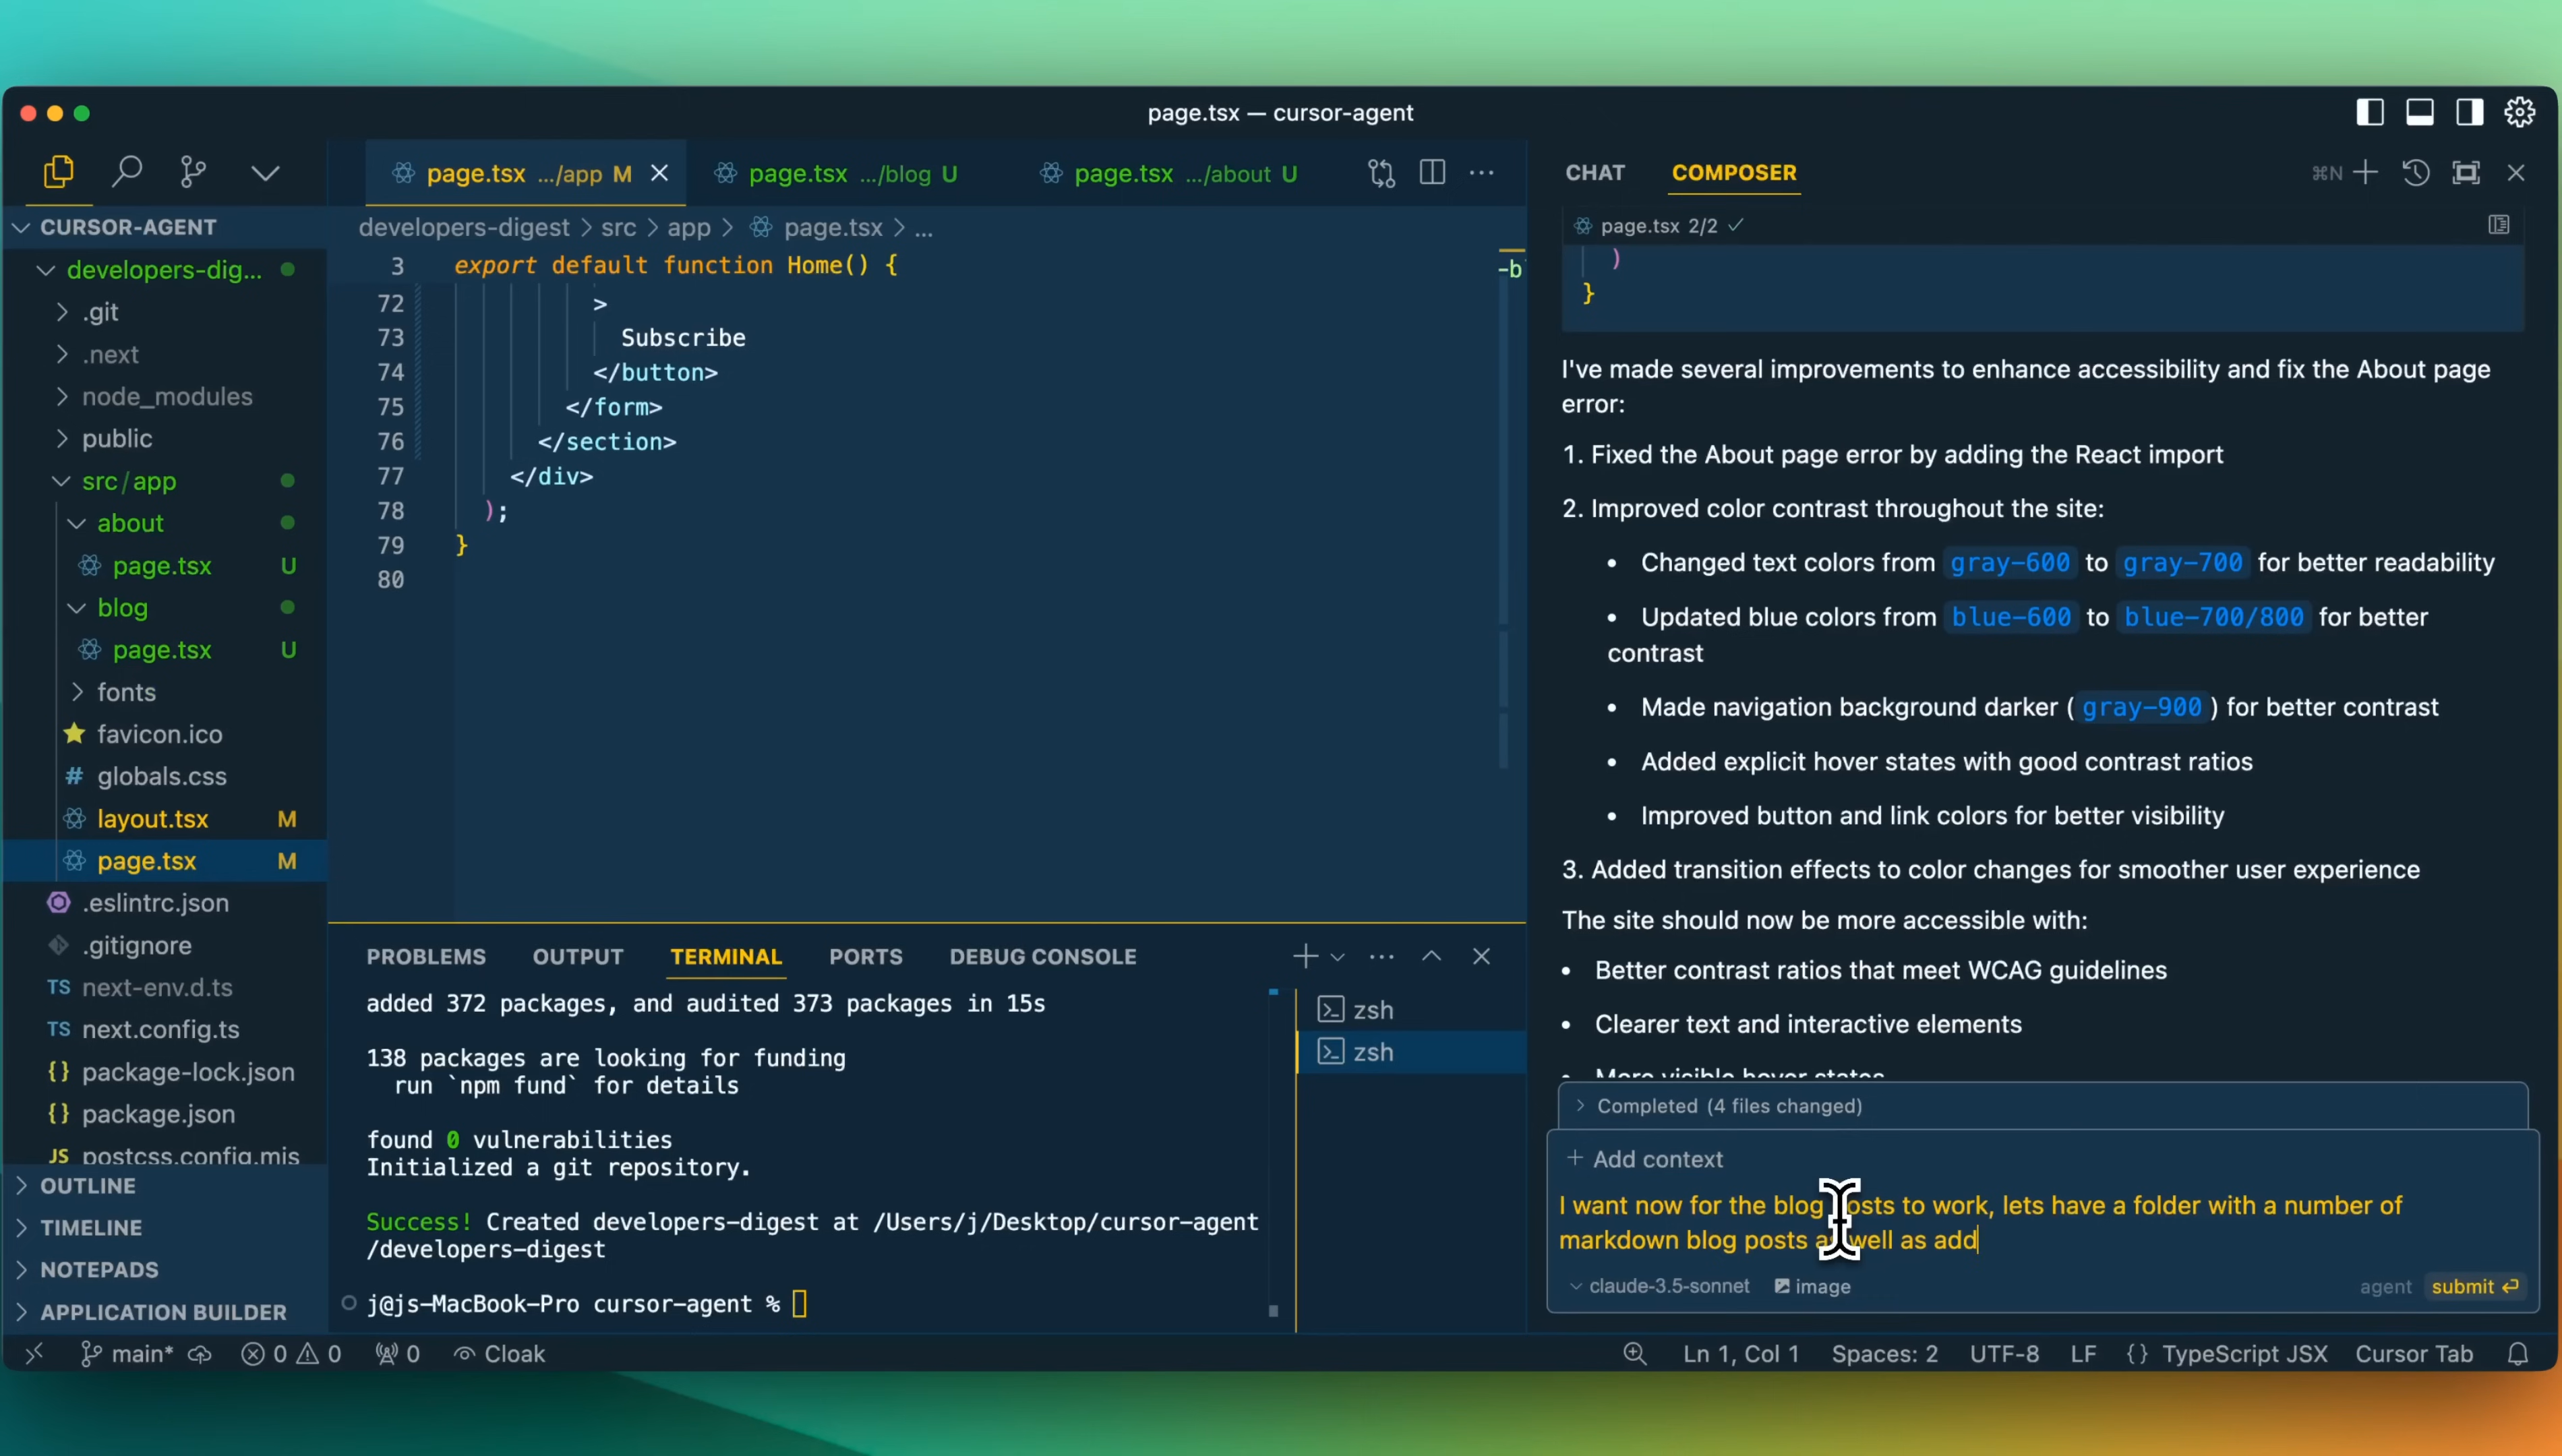 page.tsx — cursor-agent
CURSOR-AGENT
developers-dig...
.git
.next
node_modules
public
src/app
about
page.tsx U
blog
page.tsx U
fonts
favicon.ico
# globals.css
layout.tsx M
page.tsx M
.eslintrc.json
.gitignore
TS next-env.d.ts
TS next.config.ts
{} package-lock.json
{} package.json
JS postcss.config.mjs
OUTLINE
TIMELINE
NOTEPADS
APPLICATION BUILDER
page.tsx .../app M
page.tsx .../blog U
page.tsx .../about U
developers-digest > src > app > page.tsx > ...
3 export default function Home() {
72 >
73 Subscribe
74 </button>
75 </form>
76 </section>
77 </div>
78 );
79 }
80
-b
PROBLEMS OUTPUT TERMINAL PORTS DEBUG CONSOLE
added 372 packages, and audited 373 packages in 15s
138 packages are looking for funding
run `npm fund` for details
found 0 vulnerabilities
Initialized a git repository.
Success! Created developers-digest at /Users/j/Desktop/cursor-agent
/developers-digest
j@js-MacBook-Pro cursor-agent %
zsh
zsh
CHAT COMPOSER ⌘N
page.tsx 2/2 ✓
)
}
I've made several improvements to enhance accessibility and fix the About page
error:
1. Fixed the About page error by adding the React import
2. Improved color contrast throughout the site:
• Changed text colors from gray-600 to gray-700 for better readability
• Updated blue colors from blue-600 to blue-700/800 for better
contrast
• Made navigation background darker (gray-900) for better contrast
• Added explicit hover states with good contrast ratios
• Improved button and link colors for better visibility
3. Added transition effects to color changes for smoother user experience
The site should now be more accessible with:
• Better contrast ratios that meet WCAG guidelines
• Clearer text and interactive elements
• More visible hover states
Completed (4 files changed)
+ Add context
I want now for the blog posts to work, lets have a folder with a number of
markdown blog posts as well as add
claude-3.5-sonnet image agent submit
main* 0 0 0 Cloak Ln 1, Col 1 Spaces: 2 UTF-8 LF {} TypeScript JSX Cursor Tab